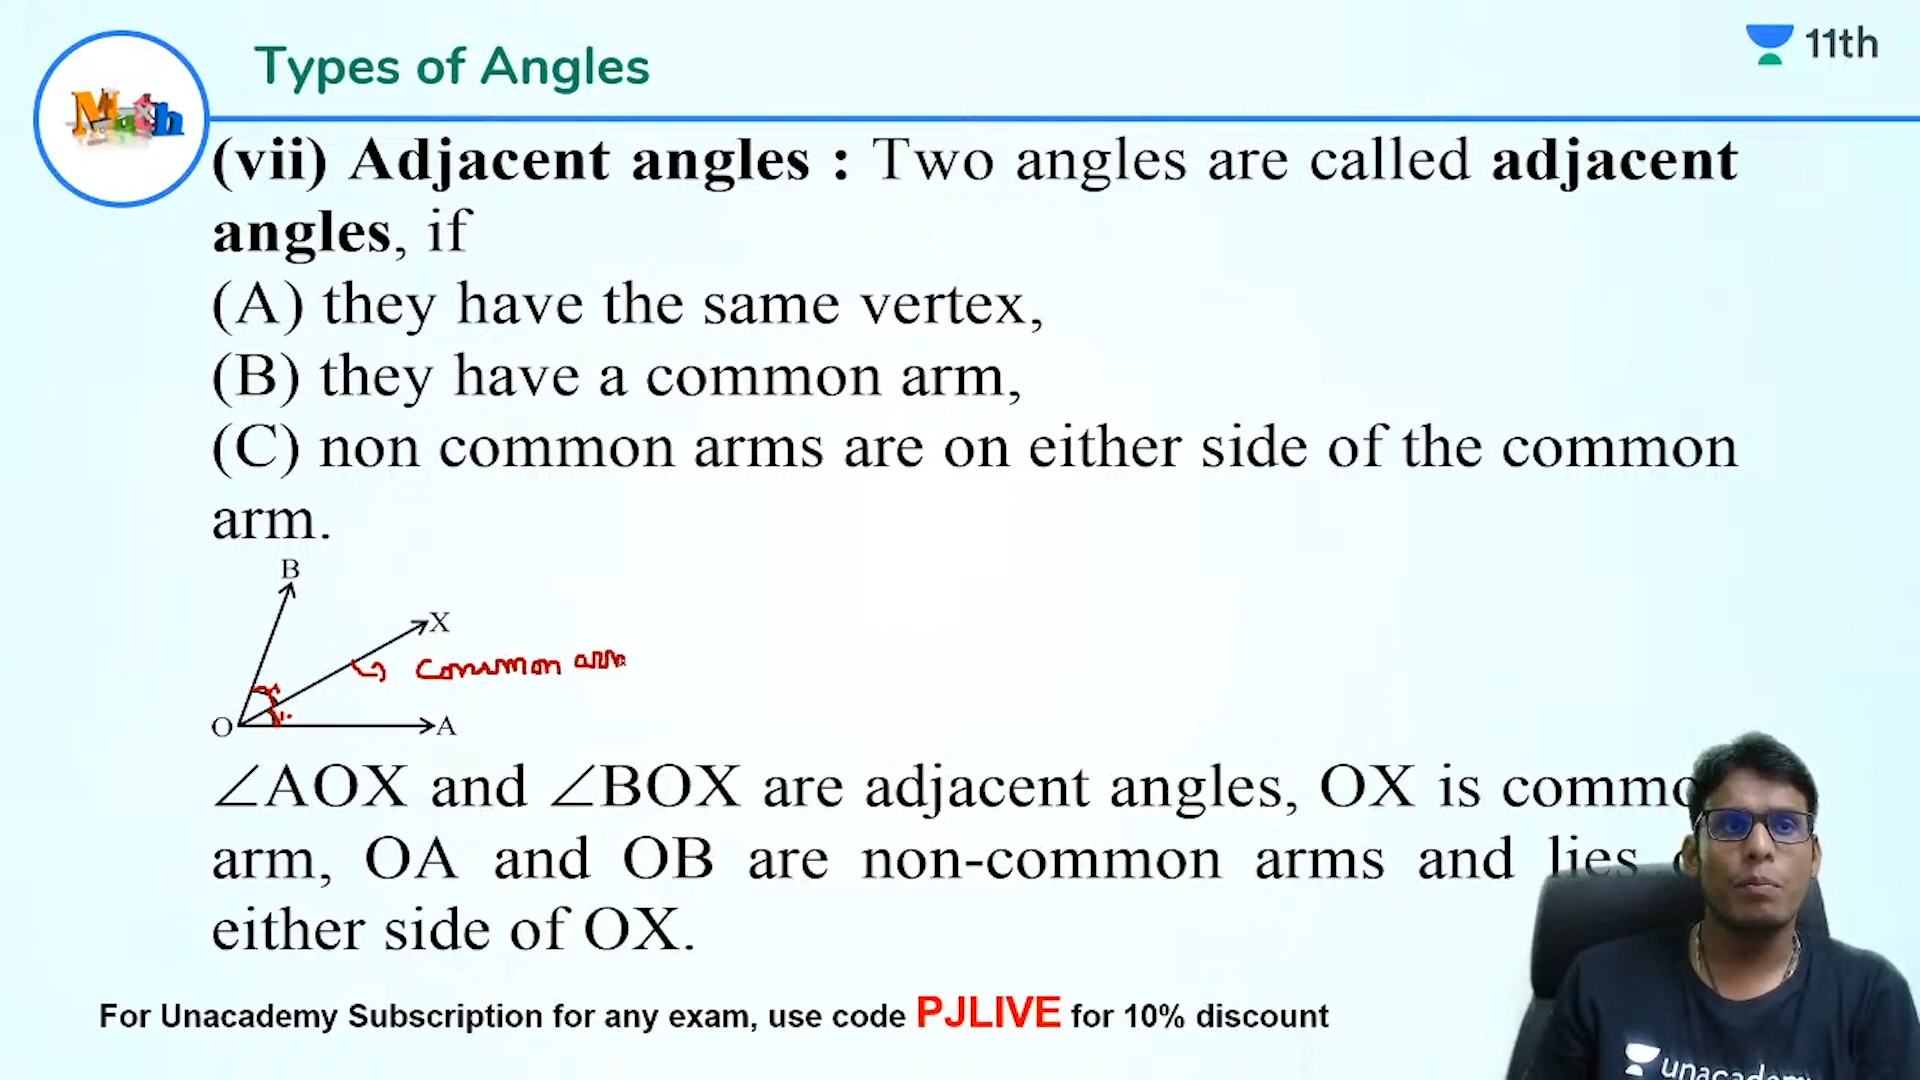 Types of Angles
11th
Math
(vii) Adjacent angles : Two angles are called adjacent
angles, if
(A) they have the same vertex,
(B) they have a common arm,
(C) non common arms are on either side of the common
arm.
B
X
common arm
O
A
∠AOX and ∠BOX are adjacent angles, OX is
arm, OA and OB are non-common arms and lies
either side of OX.
For Unacademy Subscription for any exam, use code PJLIVE for 10% discount
unacademy